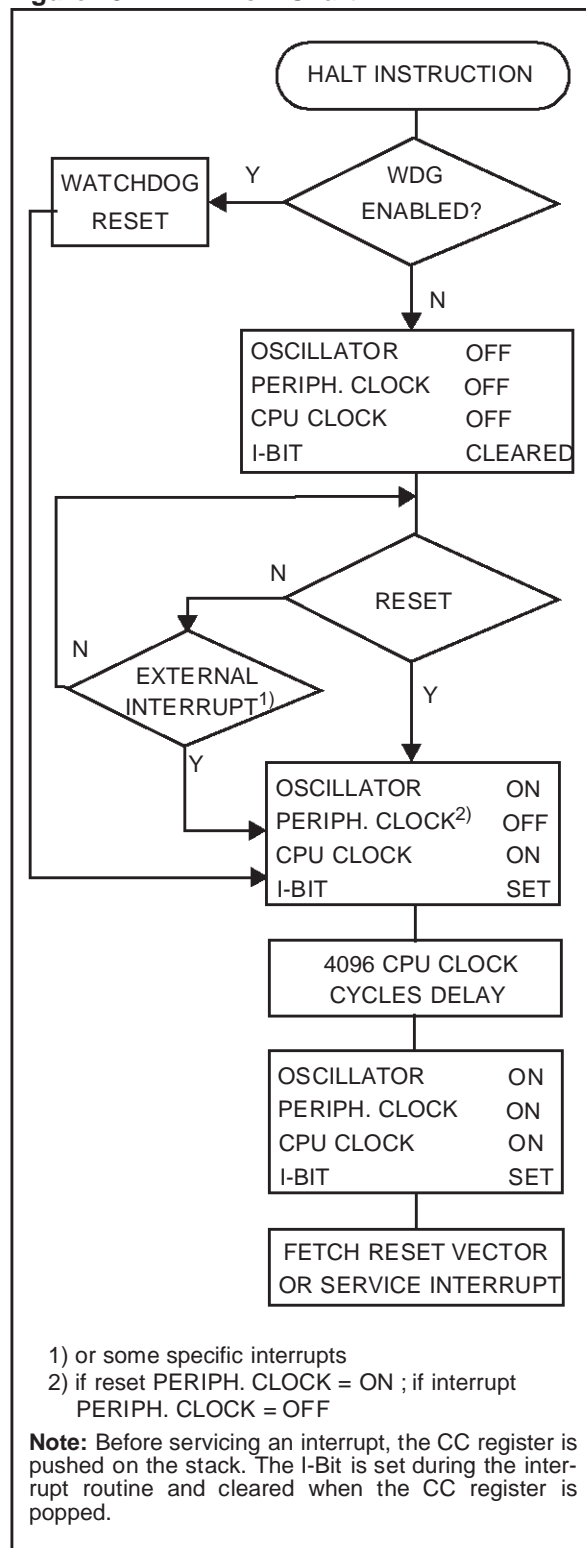 HALT INSTRUCTION
WDG
ENABLED?
Y
WATCHDOG
RESET
N
OSCILLATOR OFF
PERIPH. CLOCK OFF
CPU CLOCK OFF
I-BIT CLEARED
RESET
N
EXTERNAL
INTERRUPT1)
N
Y
Y
OSCILLATOR ON
PERIPH. CLOCK2) OFF
CPU CLOCK ON
I-BIT SET
4096 CPU CLOCK
CYCLES DELAY
OSCILLATOR ON
PERIPH. CLOCK ON
CPU CLOCK ON
I-BIT SET
FETCH RESET VECTOR
OR SERVICE INTERRUPT
1) or some specific interrupts
2) if reset PERIPH. CLOCK = ON ; if interrupt
PERIPH. CLOCK = OFF
Note: Before servicing an interrupt, the CC register is
pushed on the stack. The I-Bit is set during the inter-
rupt routine and cleared when the CC register is
popped.